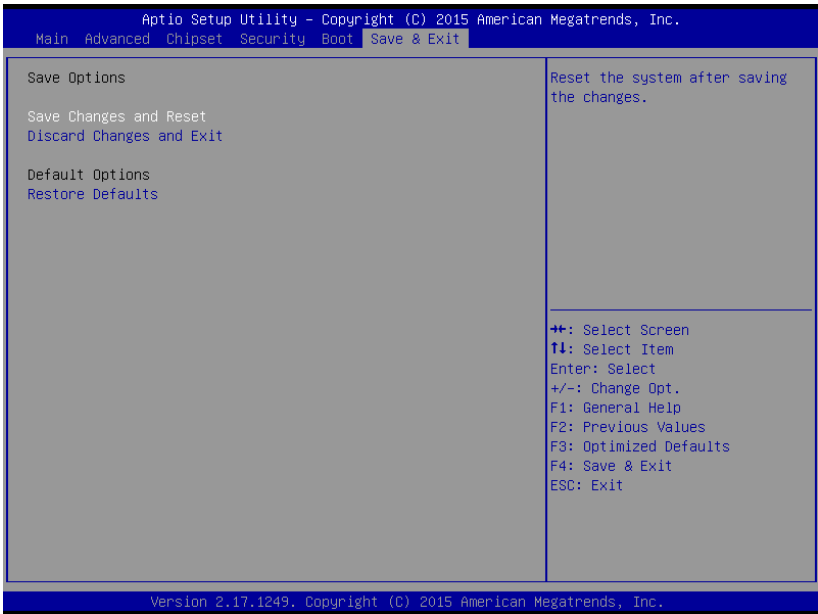 Aptio Setup Utility – Copyright (C) 2015 American Megatrends, Inc.
Main Advanced Chipset Security Boot Save & Exit
Save Options
Save Changes and Reset
Discard Changes and Exit
Default Options
Restore Defaults
Reset the system after saving
the changes.
→←: Select Screen
↑↓: Select Item
Enter: Select
+/-: Change Opt.
F1: General Help
F2: Previous Values
F3: Optimized Defaults
F4: Save & Exit
ESC: Exit
Version 2.17.1249. Copyright (C) 2015 American Megatrends, Inc.